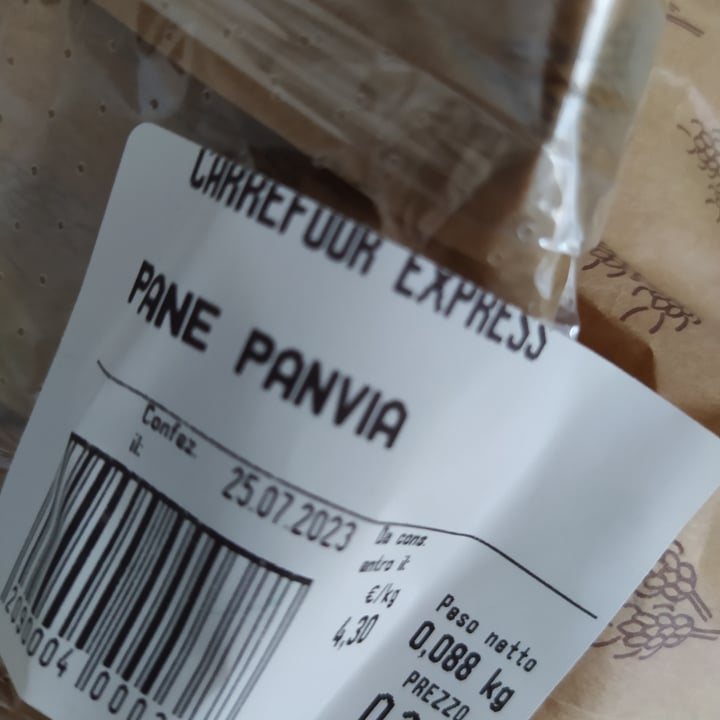 CARREFOUR EXPRESS
PANE PANVIA
Confez.
il:
25.07.2023
Da cons.
entro il:
€/kg
4,30
Peso netto
0,088 kg
PREZZO